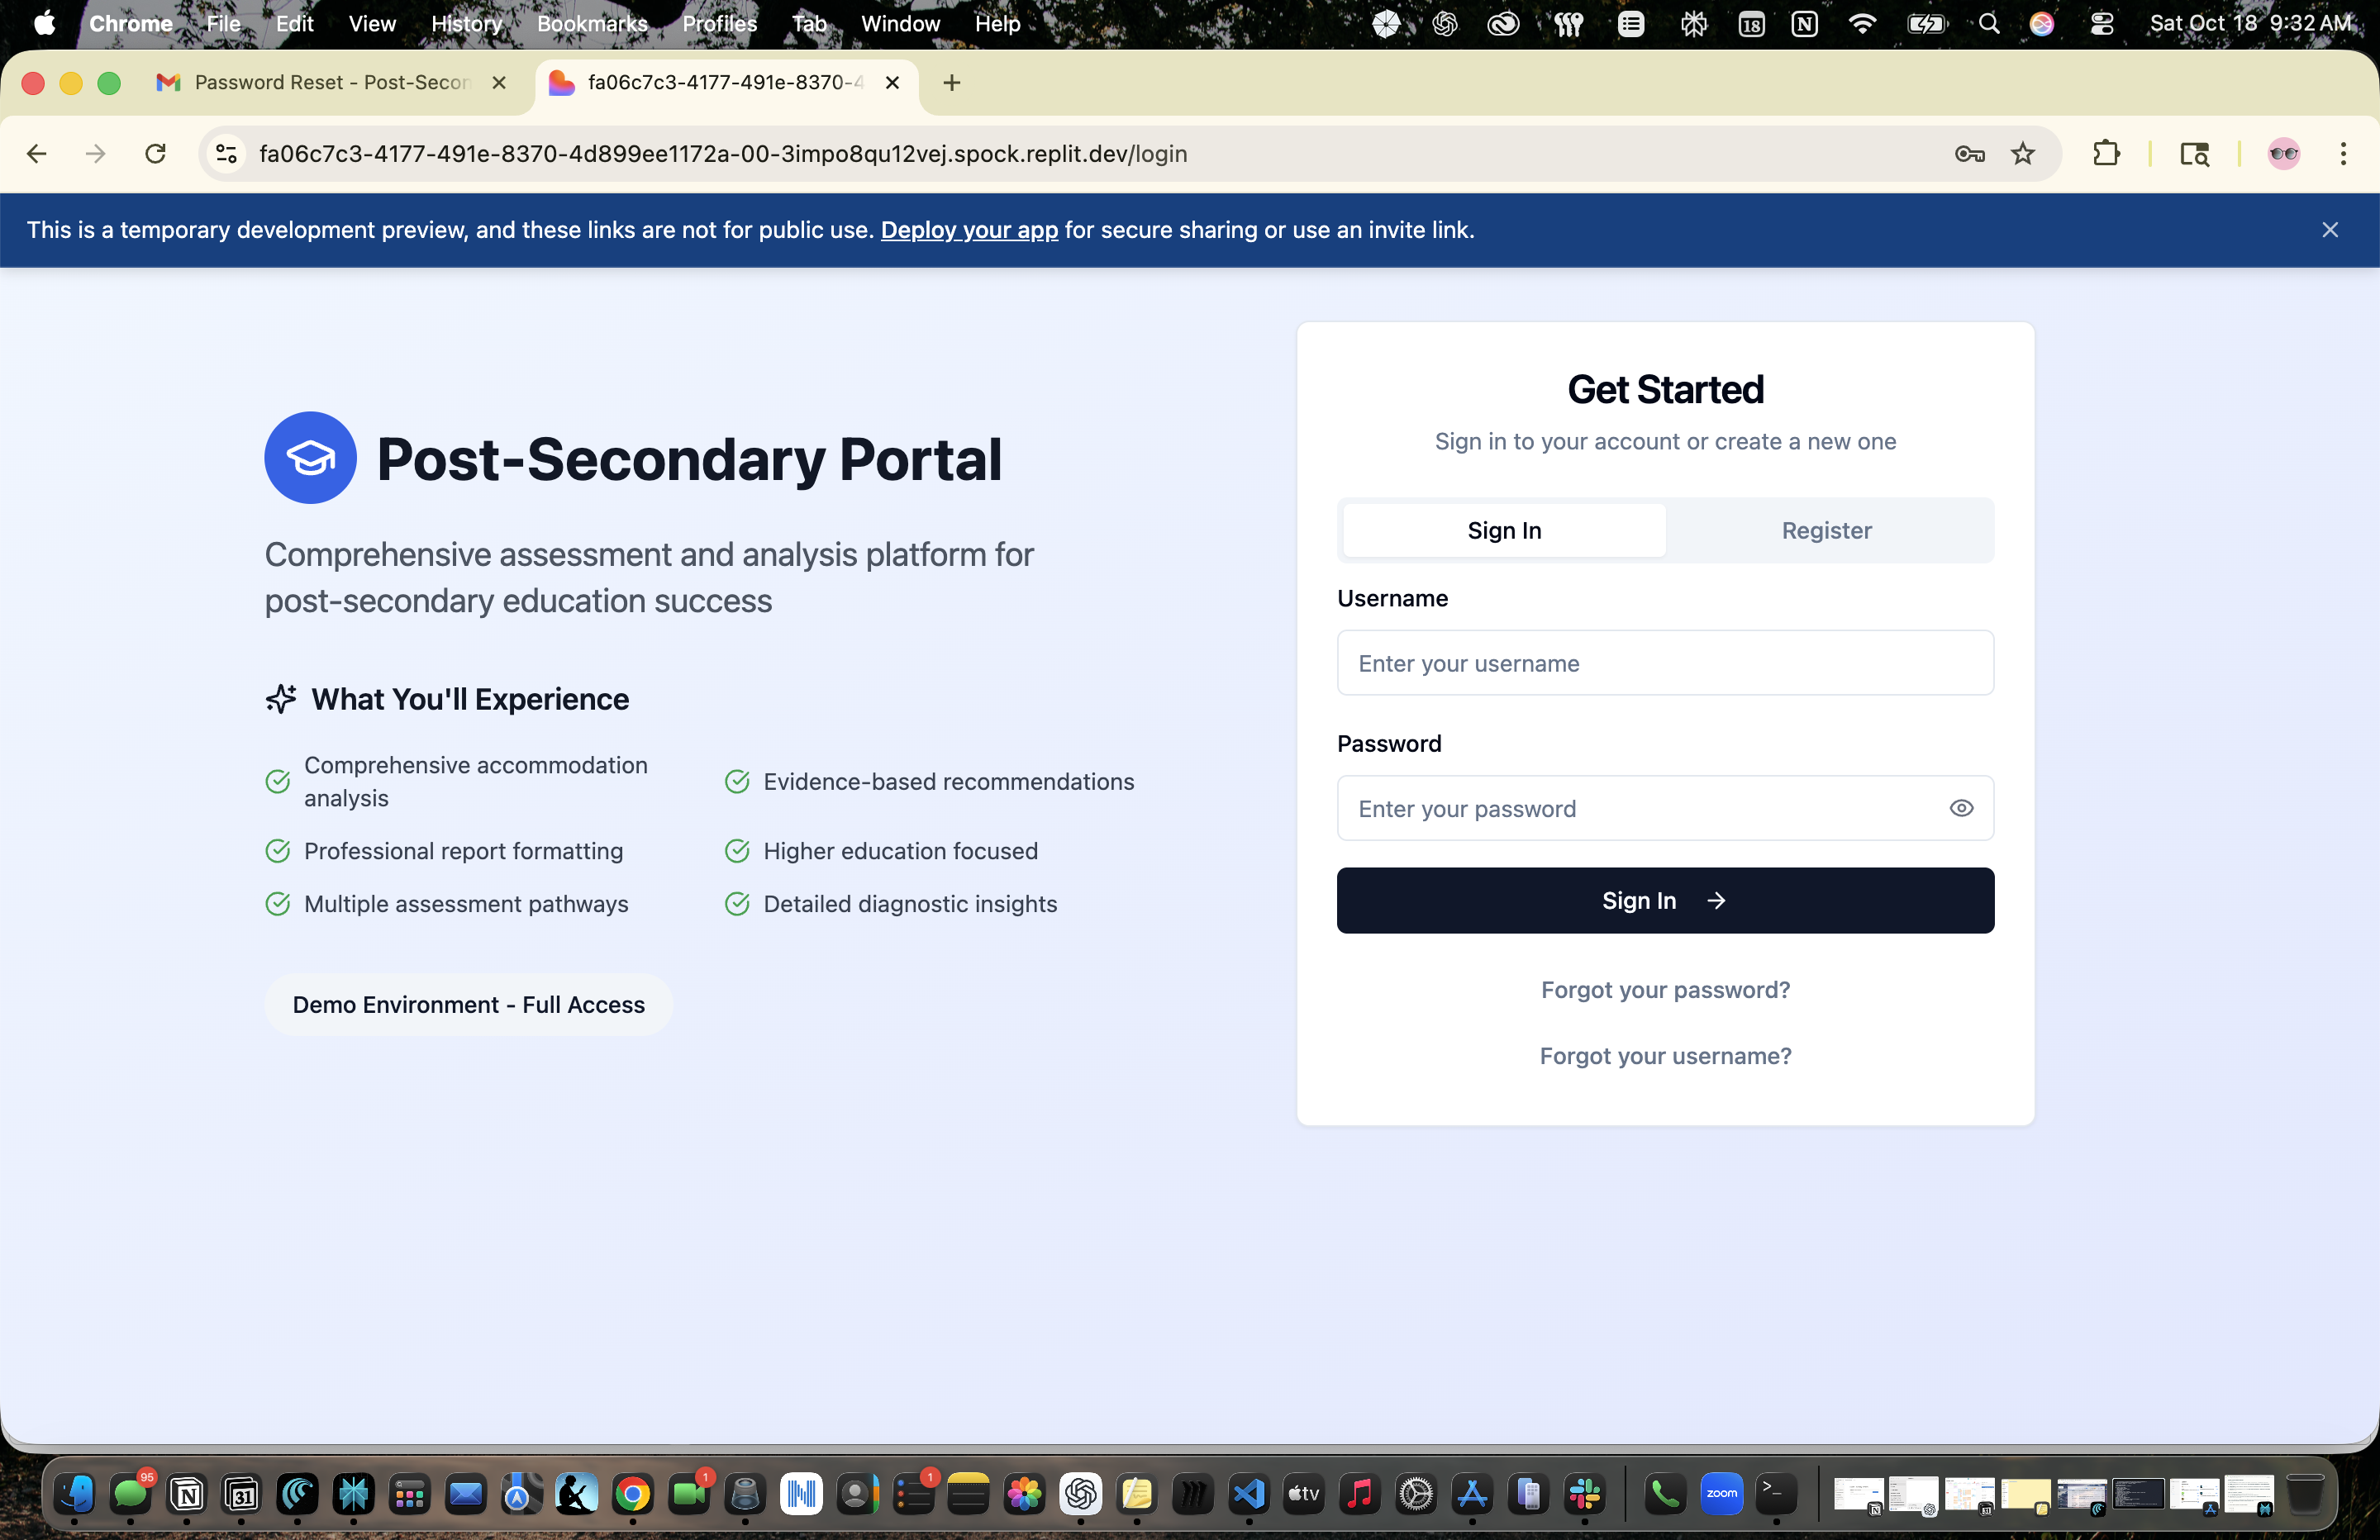 Chrome File Edit View History Bookmarks Profiles Tab Window Help 18 Sat Oct 18 9:32 AM
Password Reset - Post-Secon
fa06c7c3-4177-491e-8370-4
fa06c7c3-4177-491e-8370-4d899ee1172a-00-3impo8qu12vej.spock.replit.dev/login
This is a temporary development preview, and these links are not for public use. Deploy your app for secure sharing or use an invite link.
Post-Secondary Portal
Comprehensive assessment and analysis platform for
post-secondary education success
What You'll Experience
Comprehensive accommodation
analysis
Evidence-based recommendations
Professional report formatting
Higher education focused
Multiple assessment pathways
Detailed diagnostic insights
Demo Environment - Full Access
Get Started
Sign in to your account or create a new one
Sign In
Register
Username
Enter your username
Password
Enter your password
Sign In
Forgot your password?
Forgot your username?
95 31 1 1 tv zoom